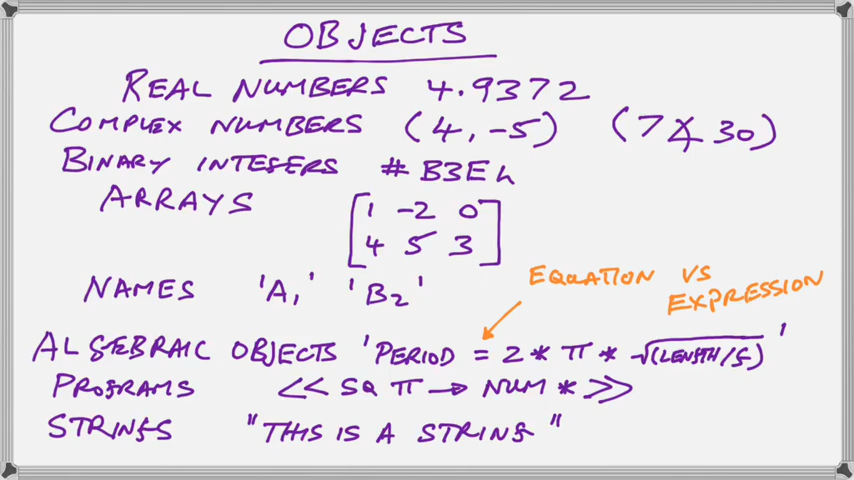 OBJECTS
REAL NUMBERS 4.9372
COMPLEX NUMBERS (4, -5) (7∡30)
BINARY INTEGERS #B3Eh
ARRAYS [1 -2 0
4 5 3]
NAMES 'A₁' 'B₂'
EQUATION VS
EXPRESSION
ALGEBRAIC OBJECTS 'PERIOD = 2 * π * √(LENGTH/G)'
PROGRAMS << SQ π → NUM * >>
STRINGS "THIS IS A STRING"